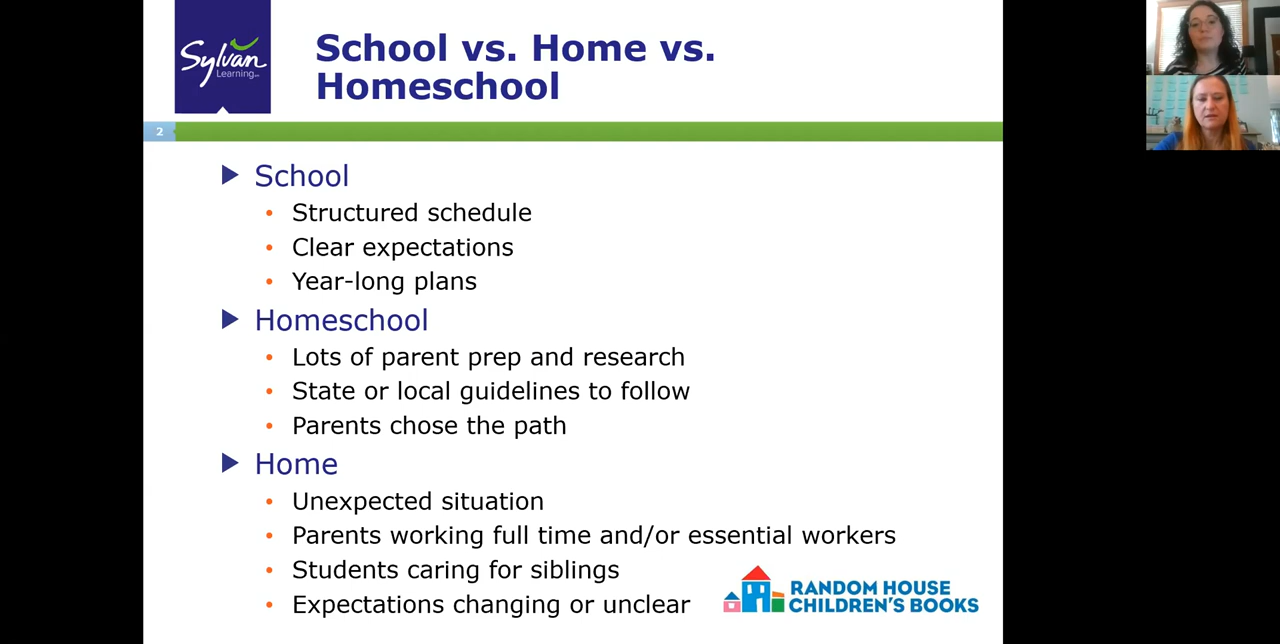 Sylvan
Learning
School vs. Home vs.
Homeschool
2
School
• Structured schedule
• Clear expectations
• Year-long plans
Homeschool
• Lots of parent prep and research
• State or local guidelines to follow
• Parents chose the path
Home
• Unexpected situation
• Parents working full time and/or essential workers
• Students caring for siblings
• Expectations changing or unclear
RANDOM HOUSE
CHILDREN'S BOOKS